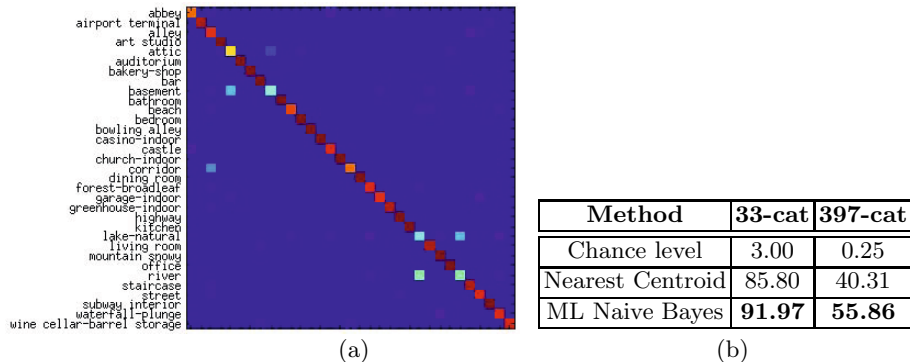 abbey
airport terminal
alley
art studio
attic
auditorium
bakery-shop
bar
basement
bathroom
beach
bedroom
bowling alley
casino-indoor
castle
church-indoor
corridor
dining room
forest-broadleaf
garage-indoor
greenhouse-indoor
highway
kitchen
lake-natural
living room
mountain snowy
office
river
staircase
street
subway interior
waterfall-plunge
wine cellar-barrel storage
(a)
Method 33-cat 397-cat
Chance level 3.00 0.25
Nearest Centroid 85.80 40.31
ML Naive Bayes 91.97 55.86
(b)